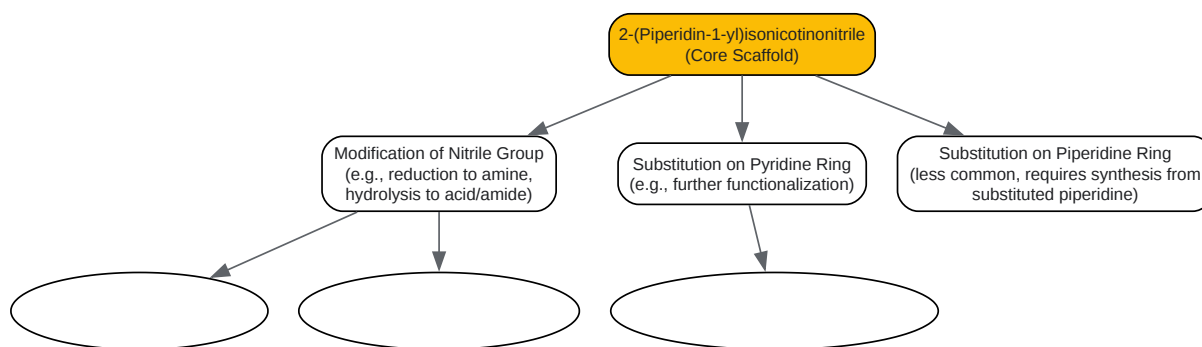 2-(Piperidin-1-yl)isonicotinonitrile
(Core Scaffold)
Modification of Nitrile Group
(e.g., reduction to amine,
hydrolysis to acid/amide)
Substitution on Pyridine Ring
(e.g., further functionalization)
Substitution on Piperidine Ring
(less common, requires synthesis from
substituted piperidine)